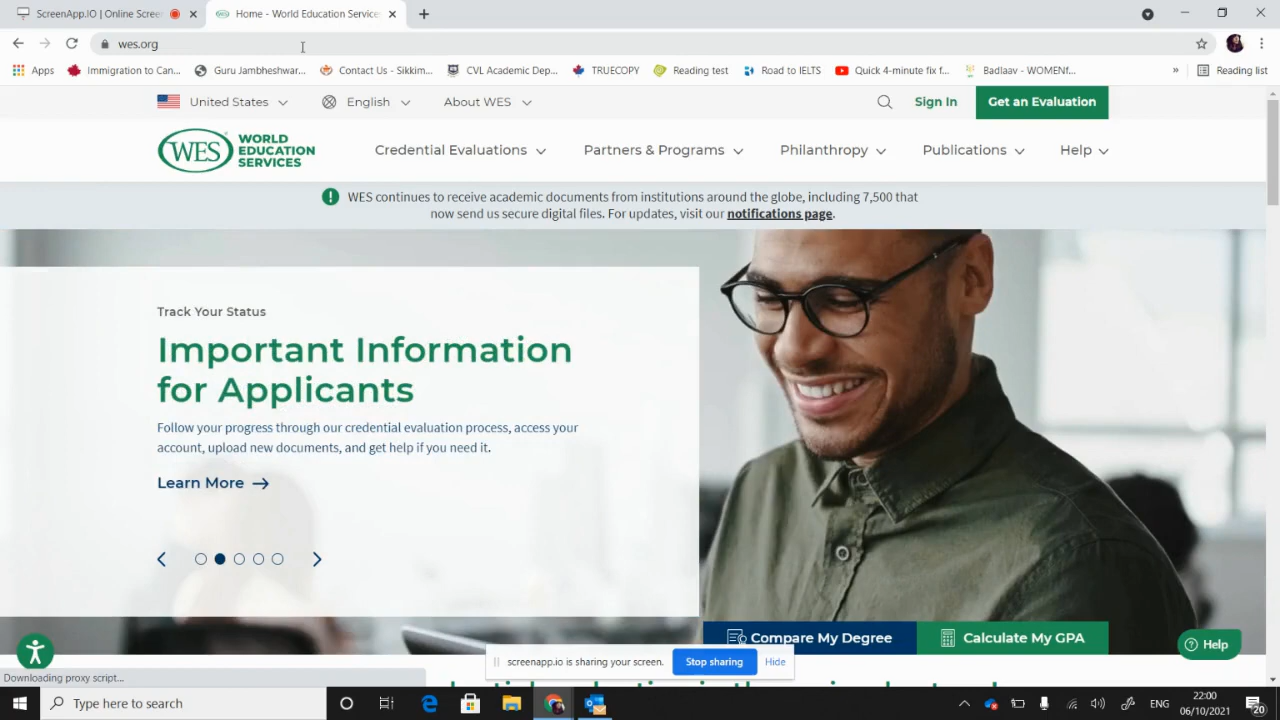 ScreenApp.IO | Online Scree
Home - World Education Service
wes.org
Apps
Immigration to Can...
Guru Jambheshwar...
Contact Us - Sikkim...
CVL Academic Dep...
TRUECOPY
Reading test
Road to IELTS
Quick 4-minute fix f...
Badlaav - WOMENf...
»
Reading list
United States
English
About WES
Sign In
Get an Evaluation
WES
WORLD
EDUCATION
SERVICES
Credential Evaluations
Partners & Programs
Philanthropy
Publications
Help
WES continues to receive academic documents from institutions around the globe, including 7,500 that
now send us secure digital files. For updates, visit our notifications page.
Track Your Status
Important Information
for Applicants
Follow your progress through our credential evaluation process, access your
account, upload new documents, and get help if you need it.
Learn More
Compare My Degree
Calculate My GPA
Help
screenapp.io is sharing your screen.
Stop sharing
Hide
Downloading proxy script...
Type here to search
ENG
22:00
06/10/2021
20